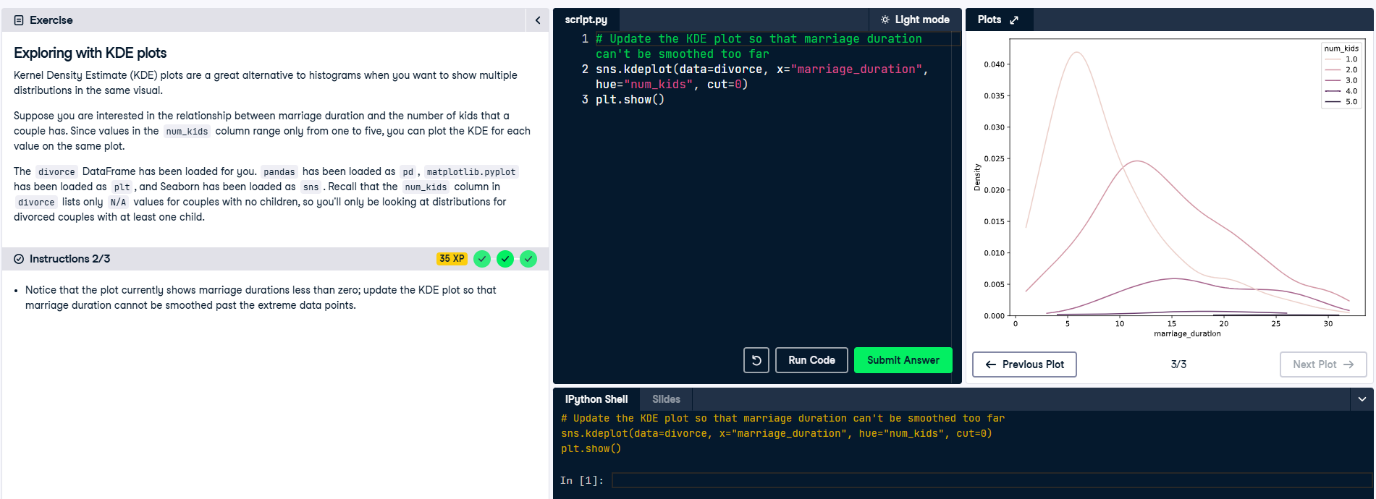 Exercise
Exploring with KDE plots
Kernel Density Estimate (KDE) plots are a great alternative to histograms when you want to show multiple
distributions in the same visual.
Suppose you are interested in the relationship between marriage duration and the number of kids that a
couple has. Since values in the num_kids column range only from one to five, you can plot the KDE for each
value on the same plot.
The divorce DataFrame has been loaded for you. pandas has been loaded as pd , matplotlib.pyplot
has been loaded as plt , and Seaborn has been loaded as sns . Recall that the num_kids column in
divorce lists only N/A values for couples with no children, so you'll only be looking at distributions for
divorced couples with at least one child.
Instructions 2/3
35 XP
Notice that the plot currently shows marriage durations less than zero; update the KDE plot so that
marriage duration cannot be smoothed past the extreme data points.
script.py
Light mode
1 # Update the KDE plot so that marriage duration
can't be smoothed too far
2 sns.kdeplot(data=divorce, x="marriage_duration",
hue="num_kids", cut=0)
3 plt.show()
Run Code
Submit Answer
Plots
num_kids
1.0
2.0
3.0
4.0
5.0
0.040
0.035
0.030
0.025
0.020
0.015
0.010
0.005
0.000
Density
0 5 10 15 20 25 30
marriage_duration
Previous Plot
3/3
Next Plot
IPython Shell
Slides
# Update the KDE plot so that marriage duration can't be smoothed too far
sns.kdeplot(data=divorce, x="marriage_duration", hue="num_kids", cut=0)
plt.show()
In [1]: